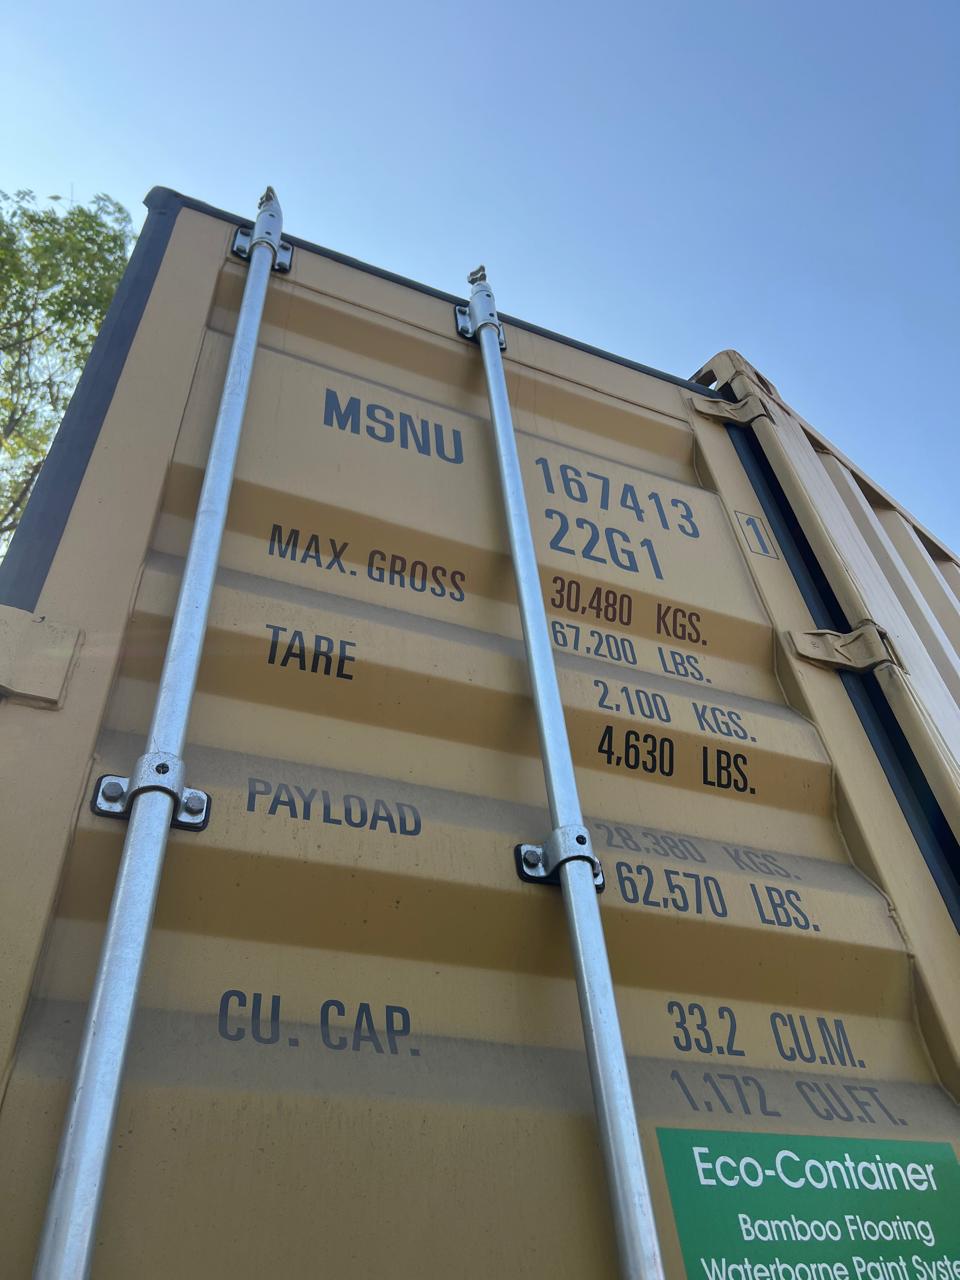 MSNU 167413 1
22G1
MAX. GROSS 30,480 KGS.
67,200 LBS.
TARE 2,100 KGS.
4,630 LBS.
PAYLOAD 28,380 KGS.
62,570 LBS.
CU. CAP. 33.2 CU.M.
1,172 CU.FT.
Eco-Container
Bamboo Flooring
Waterborne Paint